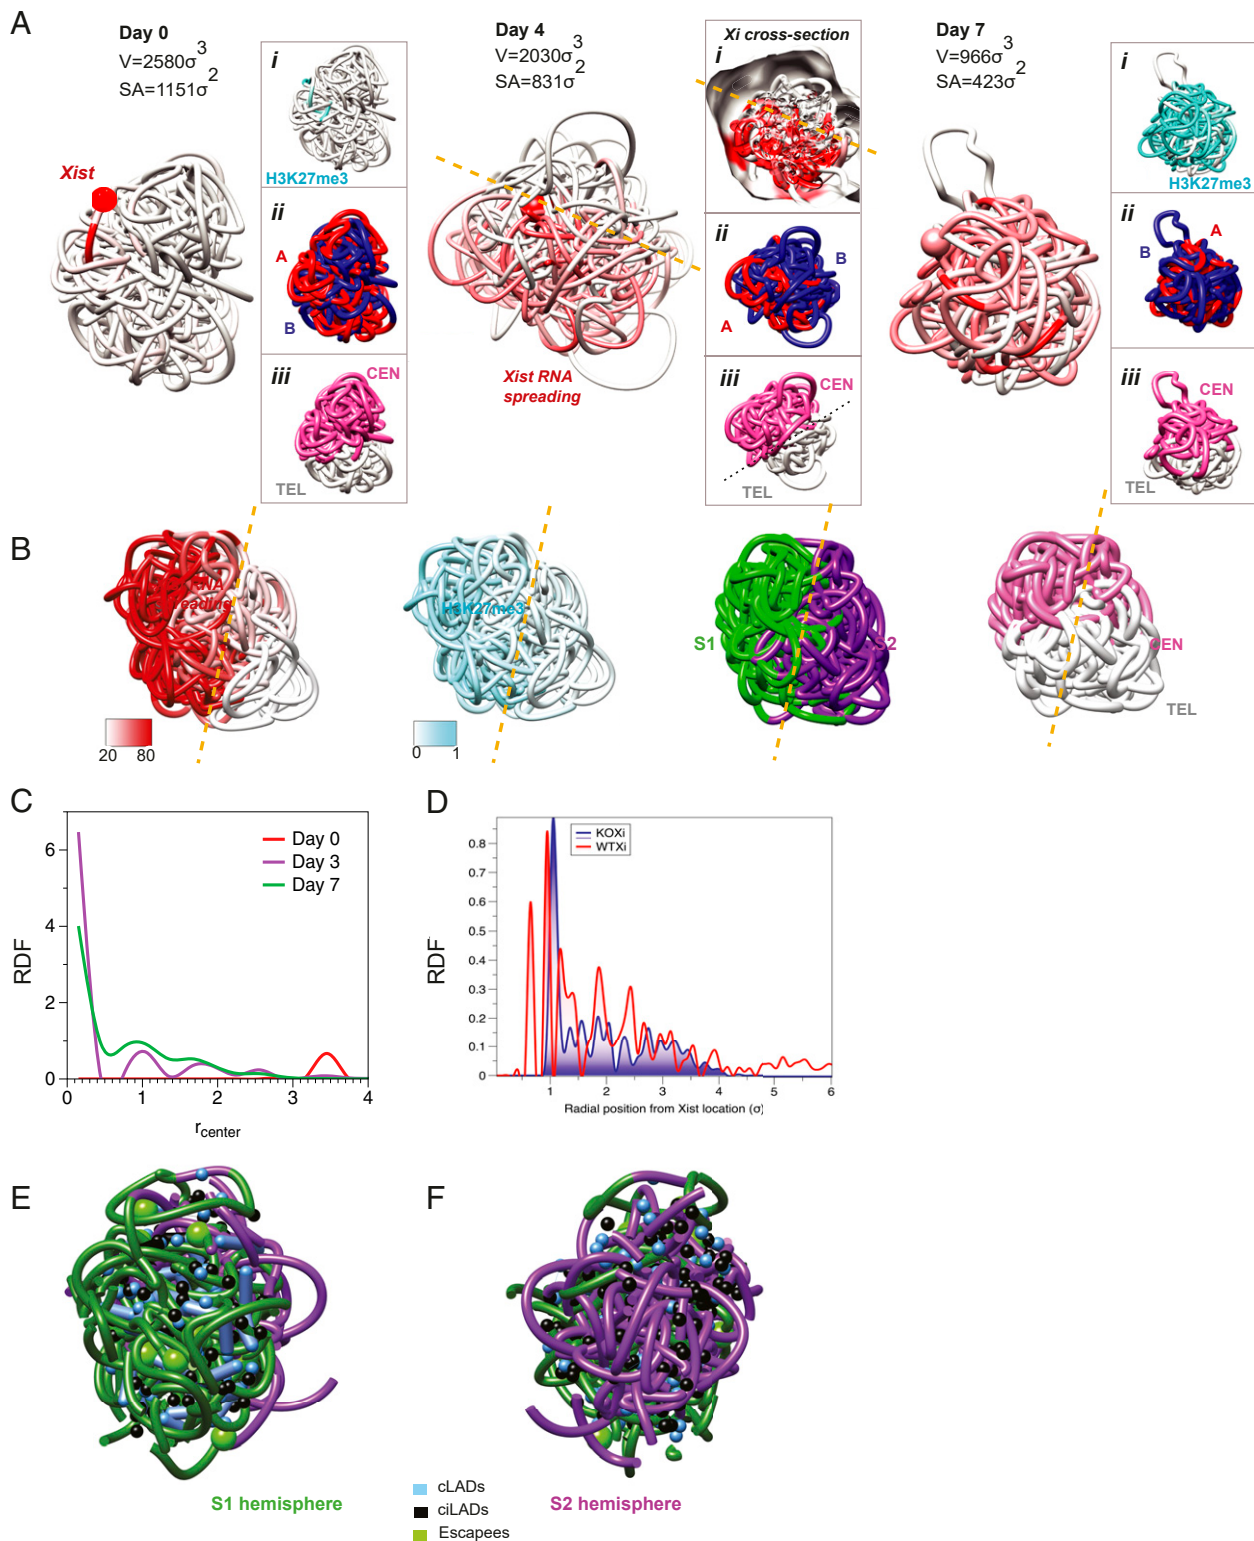 A
Day 0
V=2580σ3
SA=1151σ2
Xist
i
H3K27me3
ii
A
B
iii
CEN
TEL
Day 4
V=2030σ3
SA=831σ2
Xist RNA
spreading
Xi cross-section
i
ii
B
A
iii
CEN
TEL
Day 7
V=966σ3
SA=423σ2
i
H3K27me3
ii
A
B
iii
CEN
TEL
B
20 80
H3K27me3
0 1
S1
S2
CEN
TEL
C
Day 0
Day 3
Day 7
6
4
2
0
RDF
0 1 2 3 4
rcenter
D
KOXi
WTXi
0.8
0.7
0.6
0.5
0.4
0.3
0.2
0.1
0
RDF
1 2 3 4 5 6
Radial position from Xist location (σ)
E
S1 hemisphere
F
S2 hemisphere
cLADs
ciLADs
Escapees